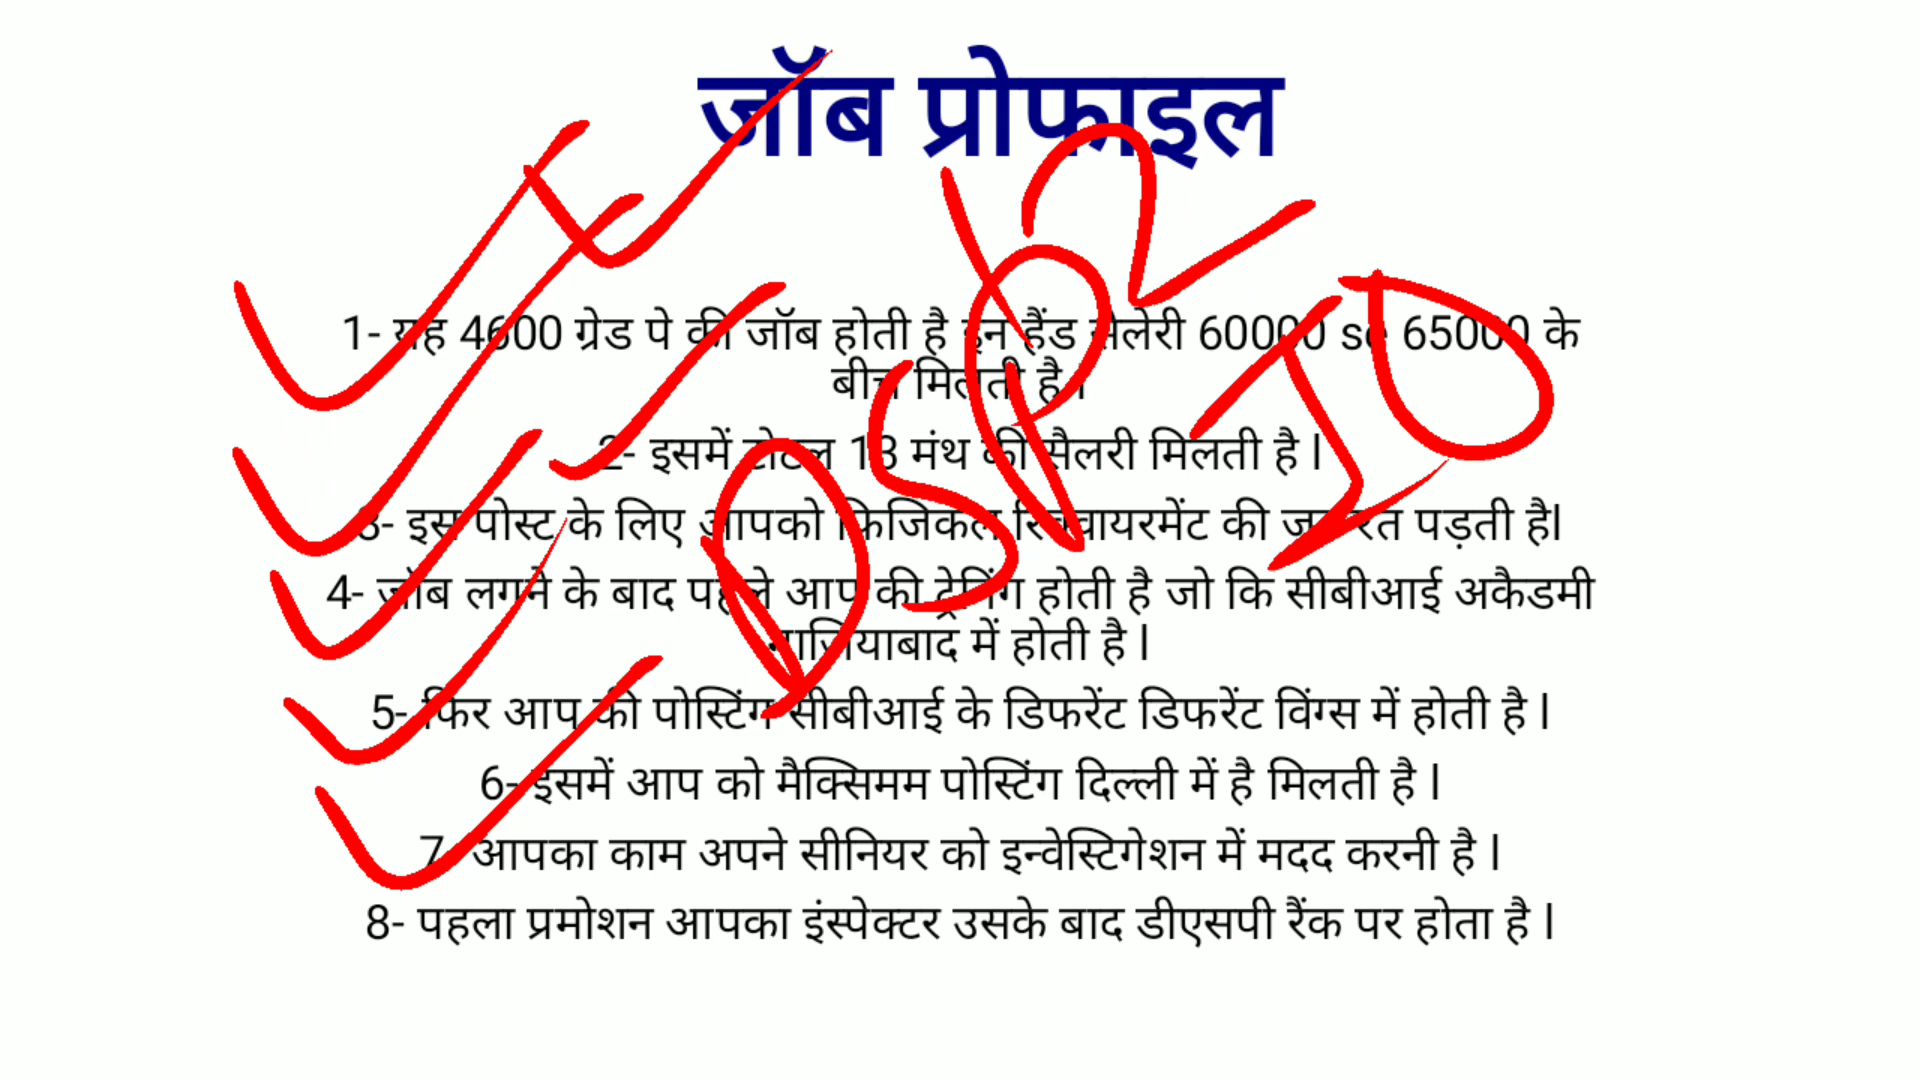 जॉब प्रोफाइल
1- यह 4600 ग्रेड पे की जॉब होती है इन हैंड सैलेरी 60000 se 65000 के
बीच मिलती है।
2- इसमें टोटल 13 मंथ की सैलरी मिलती है l
3- इस पोस्ट के लिए आपको फिजिकल रिक्वायरमेंट की जरूरत पड़ती हैl
4- जॉब लगने के बाद पहले आप की ट्रेनिंग होती है जो कि सीबीआई अकैडमी
गाजियाबाद में होती है l
5- फिर आप की पोस्टिंग सीबीआई के डिफरेंट डिफरेंट विंग्स में होती है l
6- इसमें आप को मैक्सिमम पोस्टिंग दिल्ली में है मिलती है l
7- आपका काम अपने सीनियर को इन्वेस्टिगेशन में मदद करनी है l
8- पहला प्रमोशन आपका इंस्पेक्टर उसके बाद डीएसपी रैंक पर होता है l
DSP